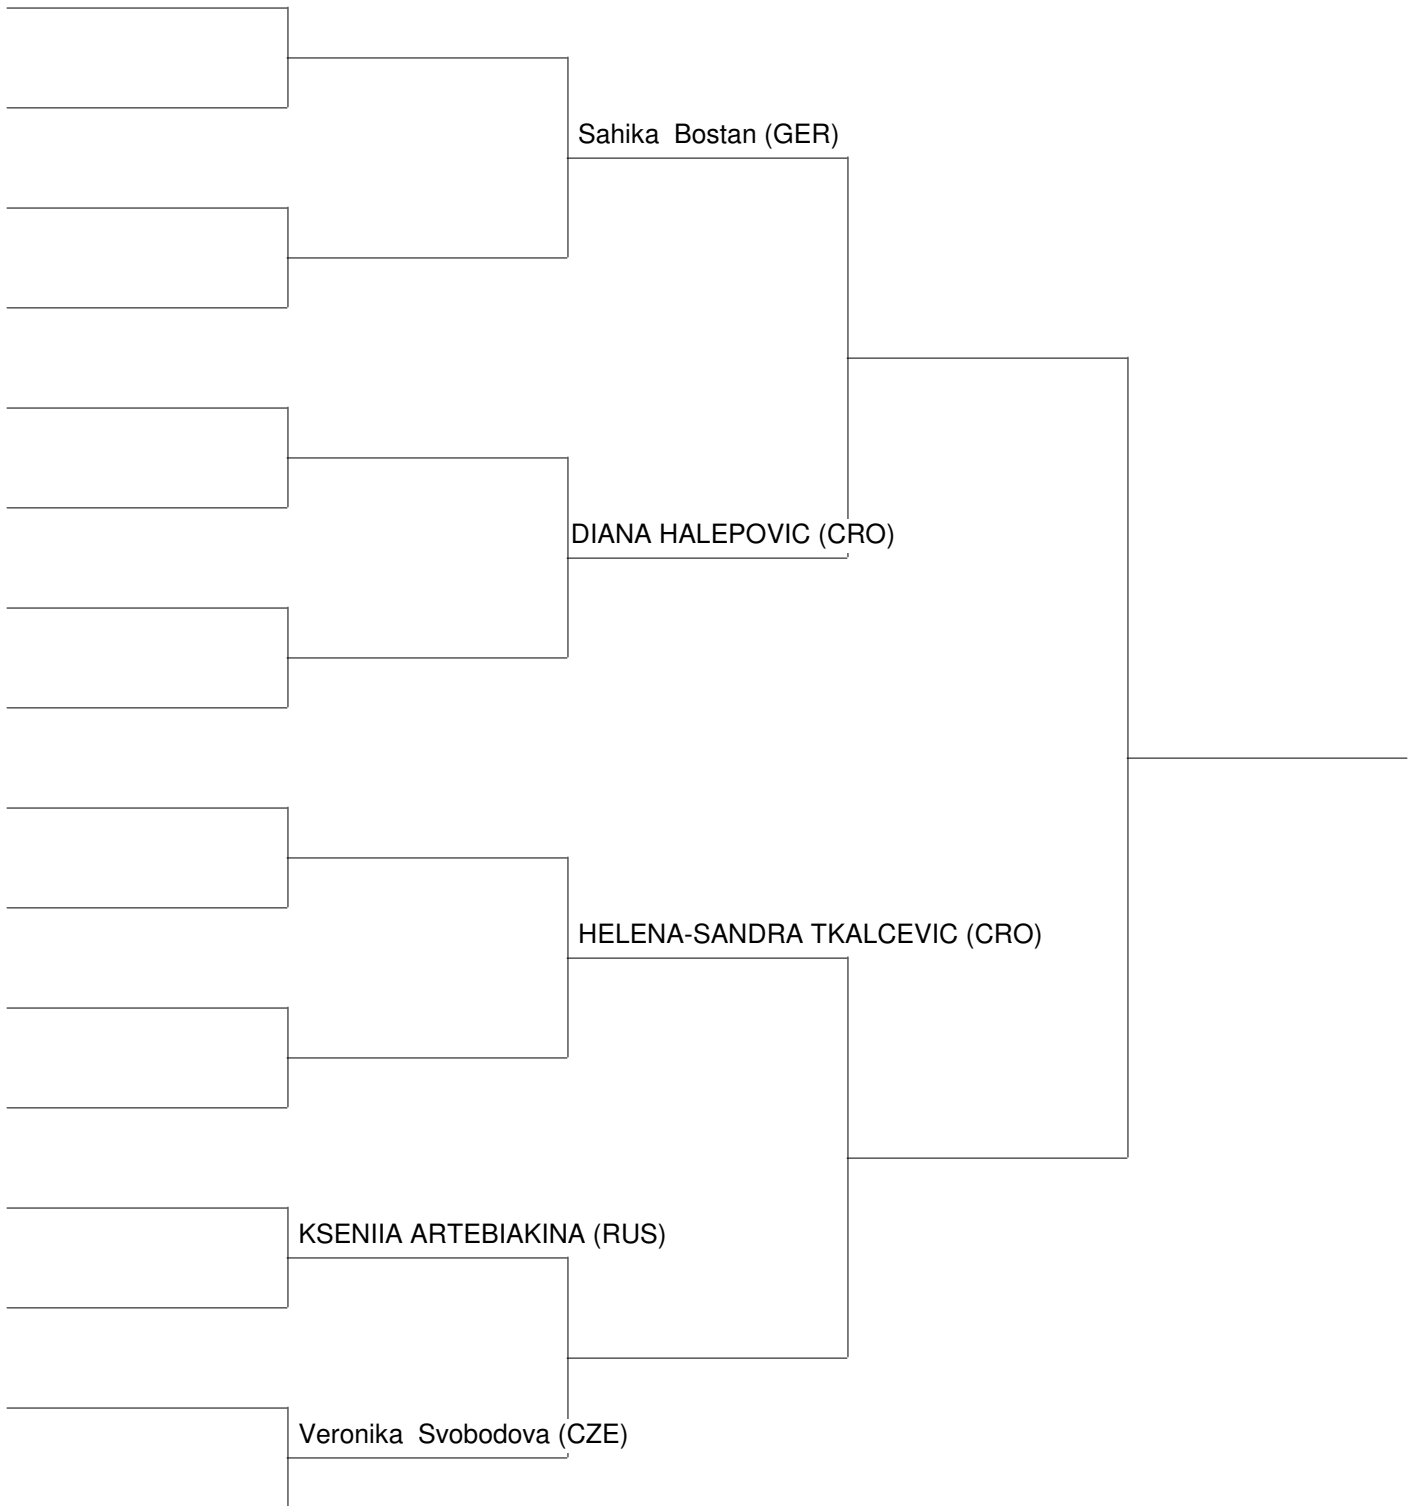 Sahika  Bostan (GER)
DIANA HALEPOVIC (CRO)
HELENA-SANDRA TKALCEVIC (CRO)
KSENIIA ARTEBIAKINA (RUS)
Veronika  Svobodova (CZE)